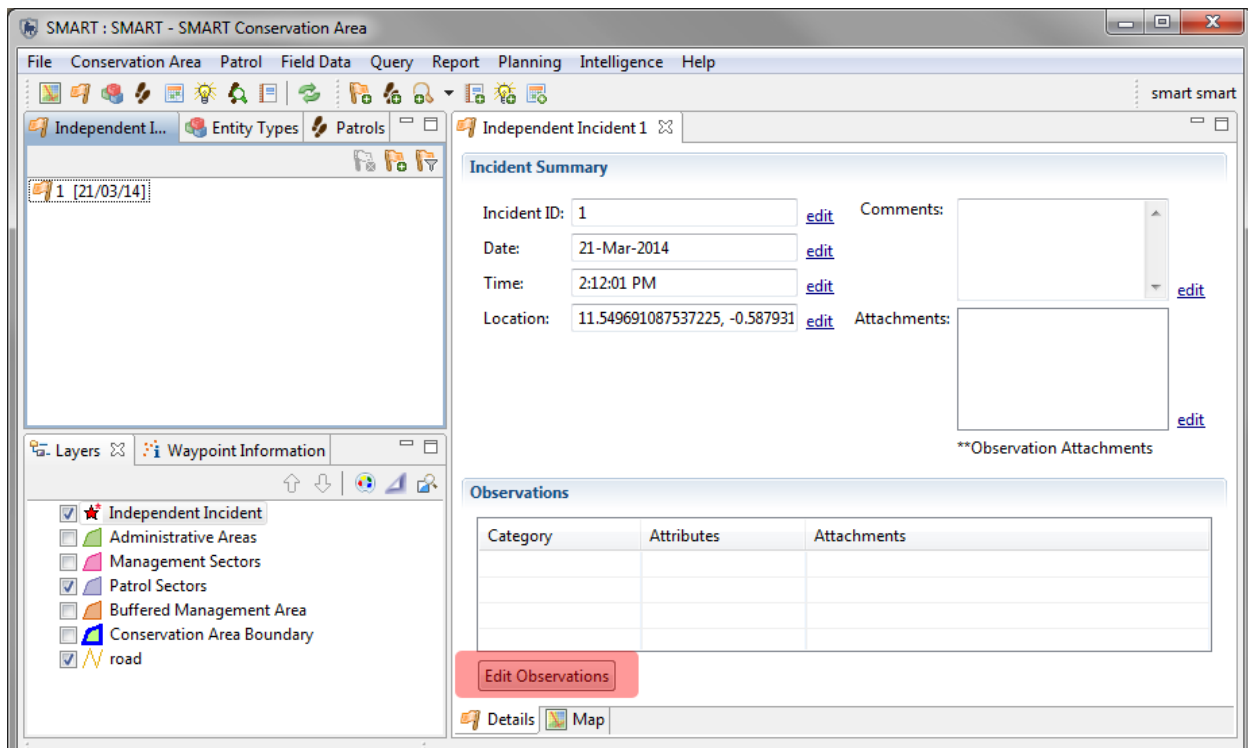 SMART : SMART - SMART Conservation Area
File Conservation Area Patrol Field Data Query Report Planning Intelligence Help
smart smart
Independent I... Entity Types Patrols
1 [21/03/14]
Independent Incident 1
Incident Summary
Incident ID: 1 edit
Date: 21-Mar-2014 edit
Time: 2:12:01 PM edit
Location: 11.549691087537225, -0.587931 edit
Comments: edit
Attachments: edit
**Observation Attachments
Layers Waypoint Information
Independent Incident
Administrative Areas
Management Sectors
Patrol Sectors
Buffered Management Area
Conservation Area Boundary
road
Observations
Category Attributes Attachments
Edit Observations
Details Map